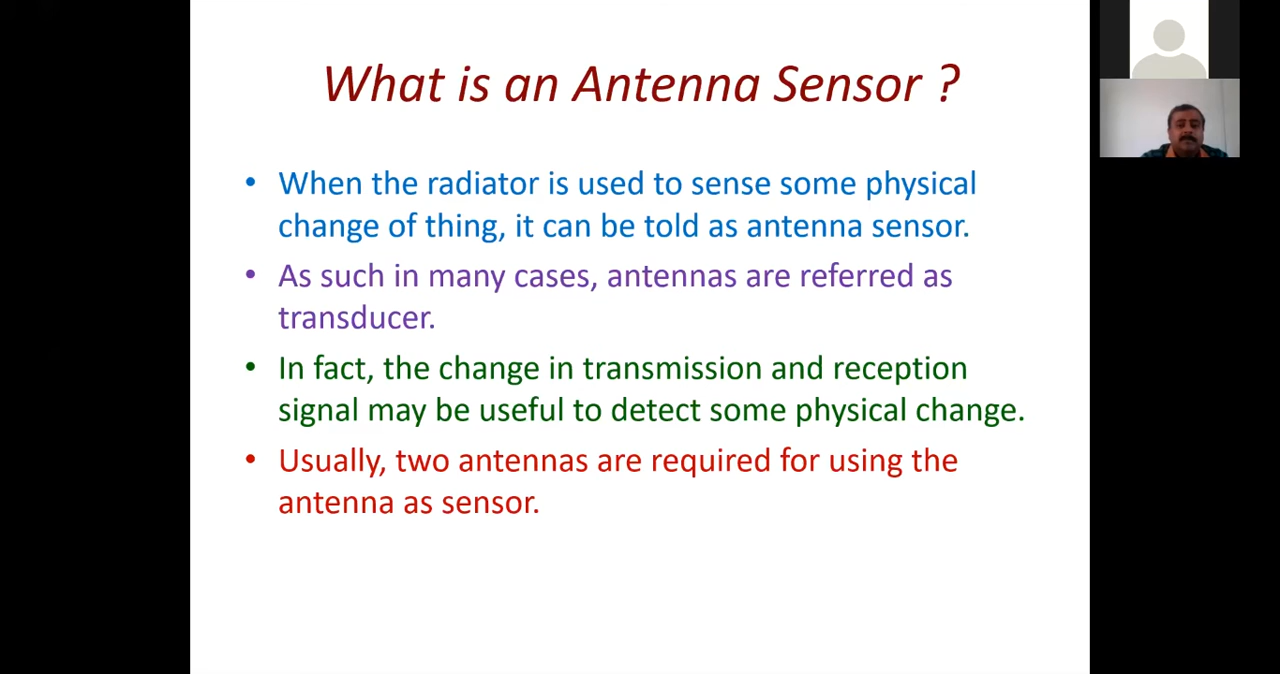 What is an Antenna Sensor ?
• When the radiator is used to sense some physical
change of thing, it can be told as antenna sensor.
• As such in many cases, antennas are referred as
transducer.
• In fact, the change in transmission and reception
signal may be useful to detect some physical change.
• Usually, two antennas are required for using the
antenna as sensor.